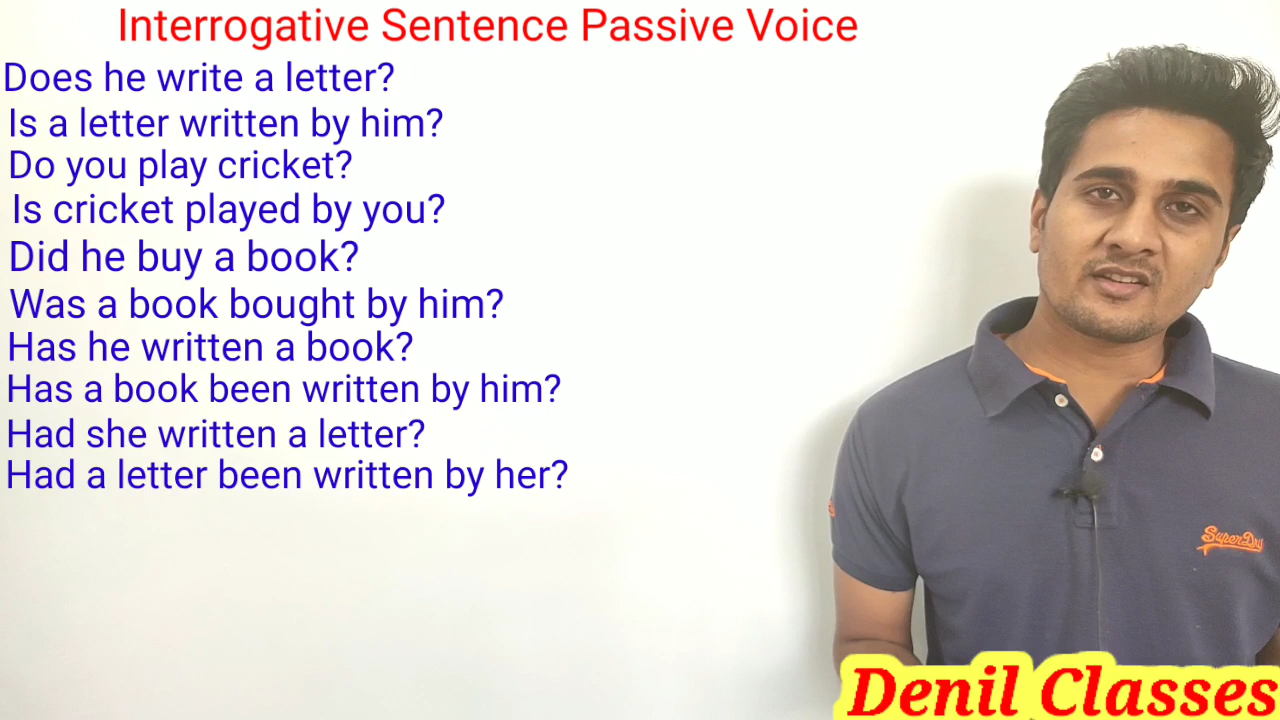 Interrogative Sentence Passive Voice
Does he write a letter?
Is a letter written by him?
Do you play cricket?
Is cricket played by you?
Did he buy a book?
Was a book bought by him?
Has he written a book?
Has a book been written by him?
Had she written a letter?
Had a letter been written by her?
SuperDry
Denil Classes